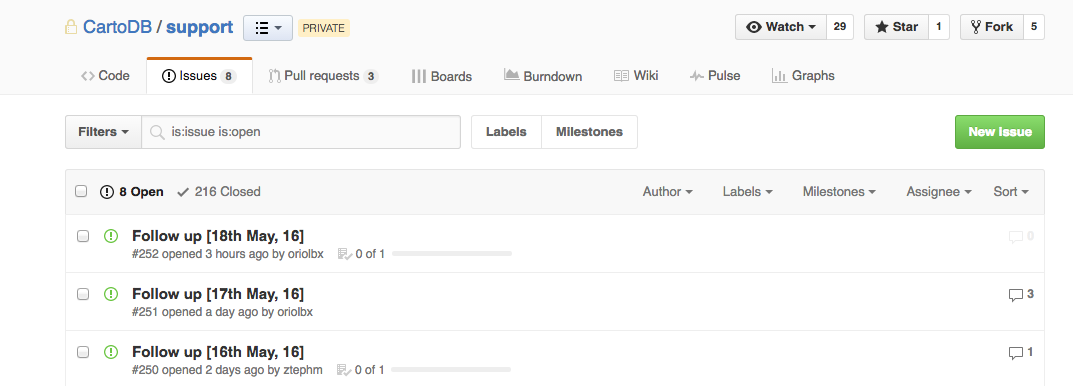 CartoDB / support PRIVATE Watch 29 Star 1 Fork 5
Code Issues 8 Pull requests 3 Boards Burndown Wiki Pulse Graphs
Filters is:issue is:open Labels Milestones New Issue
8 Open 216 Closed Author Labels Milestones Assignee Sort
Follow up [18th May, 16] 0
#252 opened 3 hours ago by oriolbx 0 of 1
Follow up [17th May, 16] 3
#251 opened a day ago by oriolbx
Follow up [16th May, 16] 1
#250 opened 2 days ago by ztephm 0 of 1